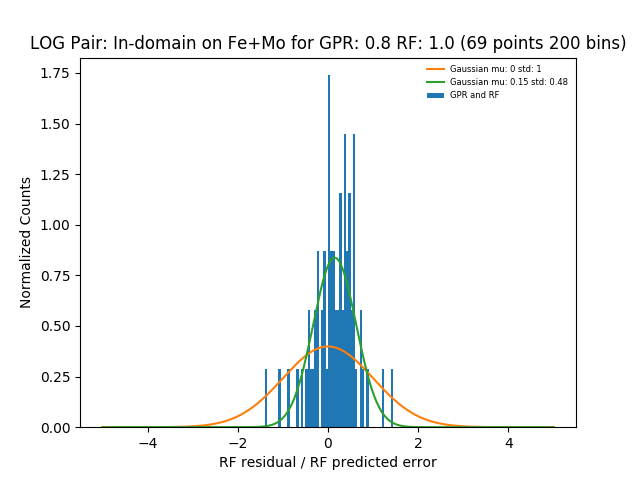 LOG Pair: In-domain on Fe+Mo for GPR: 0.8 RF: 1.0 (69 points 200 bins)
Gaussian mu: 0 std: 1
Gaussian mu: 0.15 std: 0.48
GPR and RF
Normalized Counts
1.75
1.50
1.25
1.00
0.75
0.50
0.25
0.00
−4
−2
0
2
4
RF residual / RF predicted error